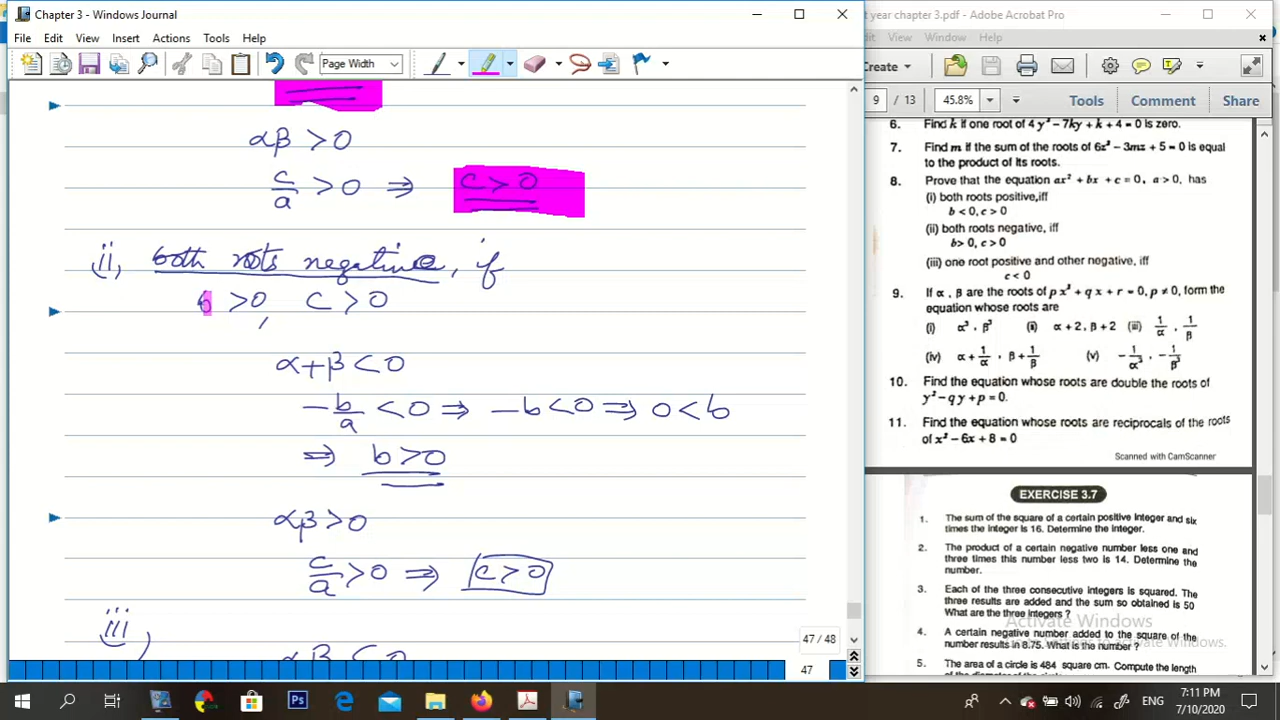 Chapter 3 - Windows Journal
year chapter 3.pdf - Adobe Acrobat Pro
File Edit View Insert Actions Tools Help
View Window Help
Page Width
Create
9 / 13 45.8% Tools Comment Share
αβ >0
c/a >0 ⇒ c>0
ii, both roots negative, if
b >0, c >0
α+β<0
-b/a <0 ⇒ -b<0 ⇒ 0<b
⇒ b>0
αβ>0
c/a >0 ⇒ c>0
iii,
αβ<0
47 / 48
47
6. Find k if one root of 4 y² – 7ky + k + 4 = 0 is zero.
7. Find m if the sum of the roots of 6z² – 3mz + 5 = 0 is equal
to the product of its roots.
8. Prove that the equation ax² + bx + c = 0, a > 0, has
(i) both roots positive,iff
b < 0, c > 0
(ii) both roots negative, iff
b> 0, c > 0
(iii) one root positive and other negative, iff
c < 0
9. If α , β are the roots of px² + q x + r = 0, p ≠ 0, form the
equation whose roots are
(i) α³ , β³ (ii) α + 2, β + 2 (iii) 1/α , 1/β
(iv) α + 1/α , β + 1/β (v) – 1/α³ , – 1/β³
10. Find the equation whose roots are double the roots of
y² – qy + p = 0.
11. Find the equation whose roots are reciprocals of the roots
of x² – 6x + 8 = 0
Scanned with CamScanner
EXERCISE 3.7
1. The sum of the square of a certain positive integer and six
times the integer is 16. Determine the integer.
2. The product of a certain negative number less one and
three times this number less two is 14. Determine the
number.
3. Each of the three consecutive integers is squared. The
three results are added and the sum so obtained is 50
What are the three integers ?
Activate Windows
4. A certain negative number added to the square of the
number results in 8.75. What is the number ?
5. The area of a circle is 484 square cm. Compute the length
ENG 7:11 PM
7/10/2020